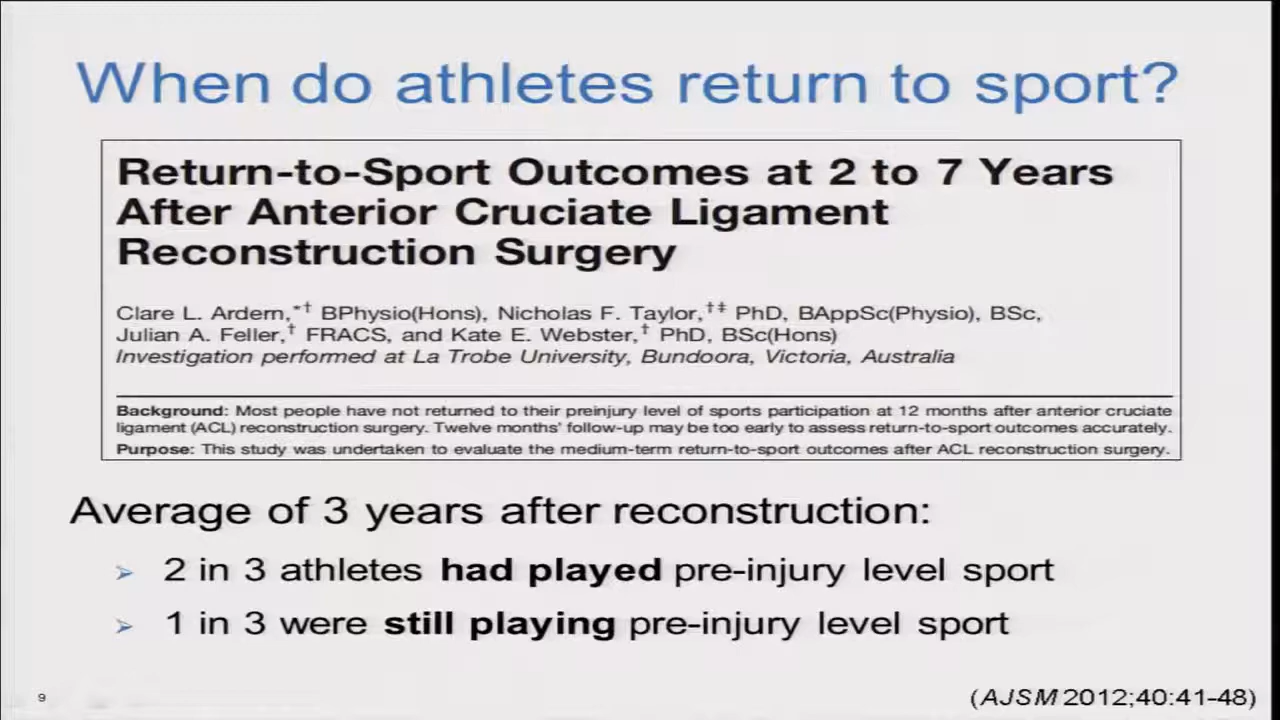 When do athletes return to sport?
Return-to-Sport Outcomes at 2 to 7 Years
After Anterior Cruciate Ligament
Reconstruction Surgery
Clare L. Ardern,*† BPhysio(Hons), Nicholas F. Taylor,†‡ PhD, BAppSc(Physio), BSc,
Julian A. Feller,† FRACS, and Kate E. Webster,† PhD, BSc(Hons)
Investigation performed at La Trobe University, Bundoora, Victoria, Australia
Background: Most people have not returned to their preinjury level of sports participation at 12 months after anterior cruciate
ligament (ACL) reconstruction surgery. Twelve months' follow-up may be too early to assess return-to-sport outcomes accurately.
Purpose: This study was undertaken to evaluate the medium-term return-to-sport outcomes after ACL reconstruction surgery.
Average of 3 years after reconstruction:
➢ 2 in 3 athletes had played pre-injury level sport
➢ 1 in 3 were still playing pre-injury level sport
9
(AJSM 2012;40:41-48)